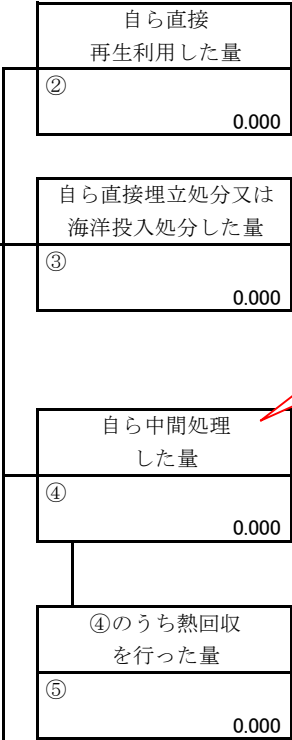 自ら直接
再生利用した量
②
0.000
自ら直接埋立処分又は
海洋投入処分した量
③
0.000
自ら中間処理
した量
④
0.000
④のうち熱回収
を行った量
⑤
0.000